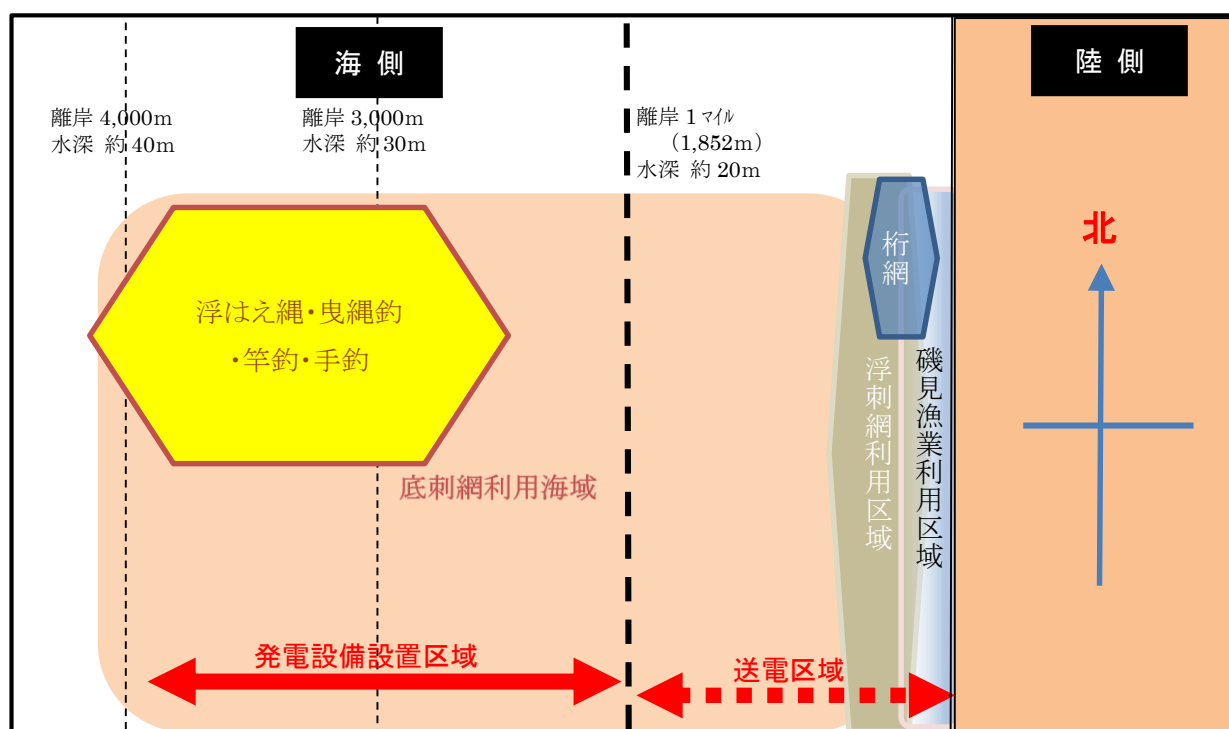 海 側
陸 側
離岸 4,000m
水深 約 40m
離岸 3,000m
水深 約 30m
離岸 1 マイル
(1,852m)
水深 約 20m
北
桁網
浮はえ縄・曳縄釣
・竿釣・手釣
浮刺網利用区域
磯見漁業利用区域
底刺網利用海域
発電設備設置区域
送電区域